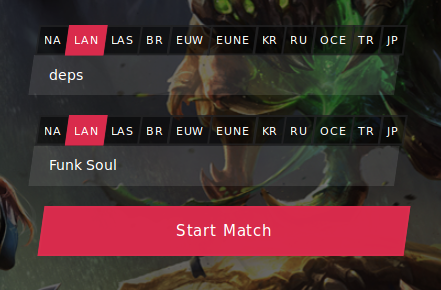 NA LAN LAS BR EUW EUNE KR RU OCE TR JP
deps
NA LAN LAS BR EUW EUNE KR RU OCE TR JP
Funk Soul
Start Match